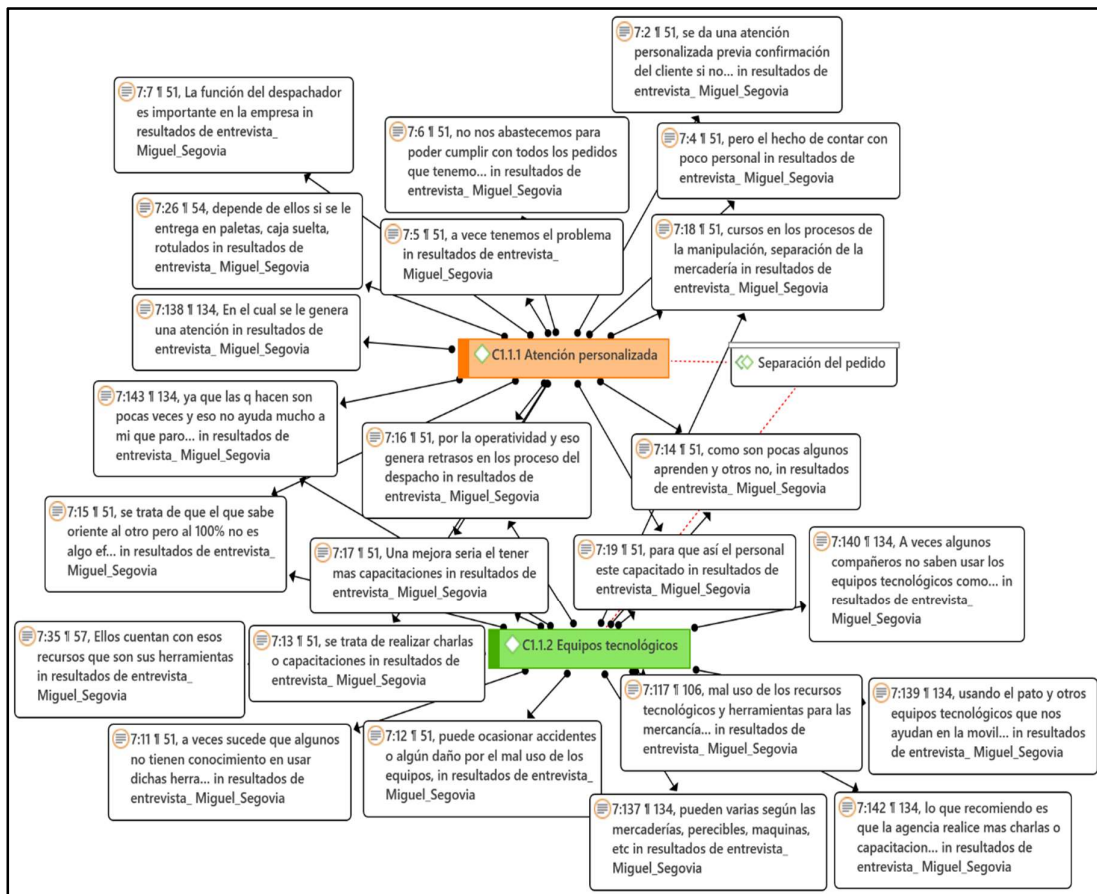 7:2 ¶ 51, se da una atención
personalizada previa confirmación
del cliente si no... in resultados de
entrevista_ Miguel_Segovia
7:7 ¶ 51, La función del despachador
es importante en la empresa in
resultados de entrevista_
Miguel_Segovia
7:6 ¶ 51, no nos abastecemos para
poder cumplir con todos los pedidos
que tenemo... in resultados de
entrevista_ Miguel_Segovia
7:4 ¶ 51, pero el hecho de contar con
poco personal in resultados de
entrevista_ Miguel_Segovia
7:26 ¶ 54, depende de ellos si se le
entrega en paletas, caja suelta,
rotulados in resultados de
entrevista_ Miguel_Segovia
7:5 ¶ 51, a vece tenemos el problema
in resultados de entrevista_
Miguel_Segovia
7:18 ¶ 51, cursos en los procesos de
la manipulación, separación de la
mercadería in resultados de
entrevista_ Miguel_Segovia
7:138 ¶ 134, En el cual se le genera
una atención in resultados de
entrevista_ Miguel_Segovia
C1.1.1 Atención personalizada
Separación del pedido
7:143 ¶ 134, ya que las q hacen son
pocas veces y eso no ayuda mucho a
mi que paro... in resultados de
entrevista_ Miguel_Segovia
7:16 ¶ 51, por la operatividad y eso
genera retrasos en los proceso del
despacho in resultados de
entrevista_ Miguel_Segovia
7:14 ¶ 51, como son pocas algunos
aprenden y otros no, in resultados
de entrevista_ Miguel_Segovia
7:15 ¶ 51, se trata de que el que sabe
oriente al otro pero al 100% no es
algo ef... in resultados de entrevista_
Miguel_Segovia
7:17 ¶ 51, Una mejora seria el tener
mas capacitaciones in resultados de
entrevista_ Miguel_Segovia
7:19 ¶ 51, para que así el personal
este capacitado in resultados de
entrevista_ Miguel_Segovia
7:140 ¶ 134, A veces algunos
compañeros no saben usar los
equipos tecnológicos como... in
resultados de entrevista_
Miguel_Segovia
7:35 ¶ 57, Ellos cuentan con esos
recursos que son sus herramientas
in resultados de entrevista_
Miguel_Segovia
7:13 ¶ 51, se trata de realizar charlas
o capacitaciones in resultados de
entrevista_ Miguel_Segovia
C1.1.2 Equipos tecnológicos
7:117 ¶ 106, mal uso de los recursos
tecnológicos y herramientas para las
mercancía... in resultados de
entrevista_ Miguel_Segovia
7:139 ¶ 134, usando el pato y otros
equipos tecnológicos que nos
ayudan en la movil... in resultados
de entrevista_ Miguel_Segovia
7:11 ¶ 51, a veces sucede que algunos
no tienen conocimiento en usar
dichas herra... in resultados de
entrevista_ Miguel_Segovia
7:12 ¶ 51, puede ocasionar accidentes
o algún daño por el mal uso de los
equipos, in resultados de entrevista_
Miguel_Segovia
7:137 ¶ 134, pueden varias según las
mercaderías, perecibles, maquinas,
etc in resultados de entrevista_
Miguel_Segovia
7:142 ¶ 134, lo que recomiendo es
que la agencia realice mas charlas o
capacitacion... in resultados de
entrevista_ Miguel_Segovia